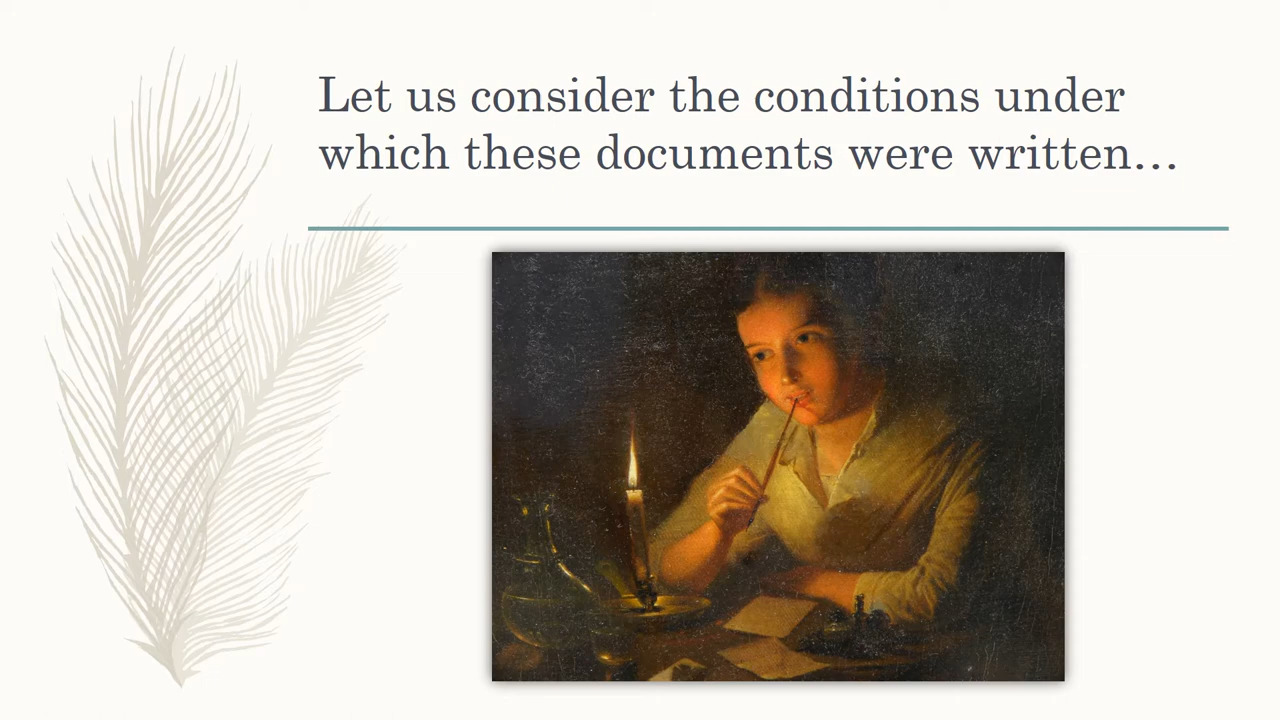 Let us consider the conditions under
which these documents were written…